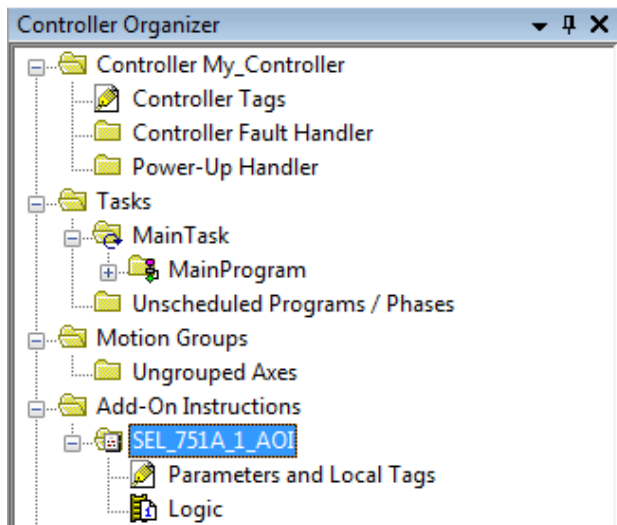 Controller Organizer
Controller My_Controller
Controller Tags
Controller Fault Handler
Power-Up Handler
Tasks
MainTask
MainProgram
Unscheduled Programs / Phases
Motion Groups
Ungrouped Axes
Add-On Instructions
SEL_751A_1_AOI
Parameters and Local Tags
Logic